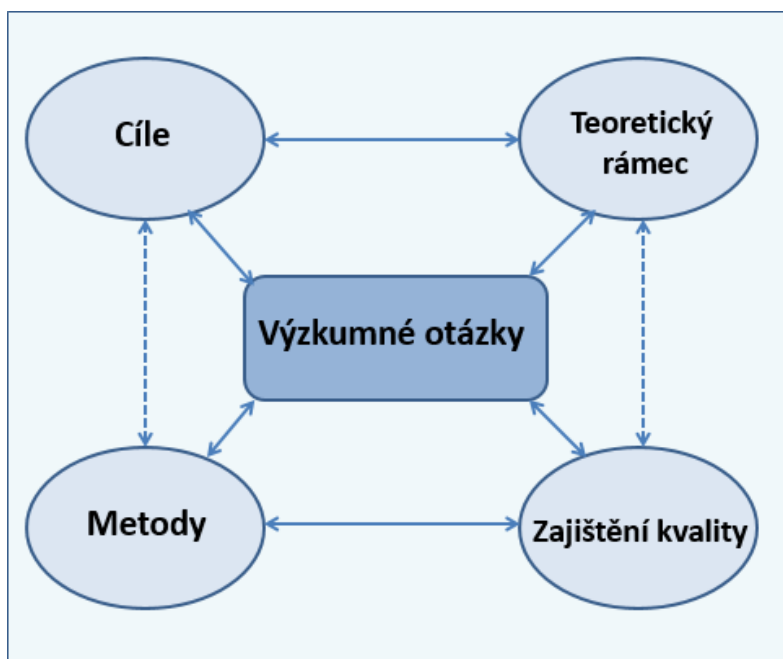 Cíle
Teoretický
rámec
Výzkumné otázky
Metody
Zajištění kvality